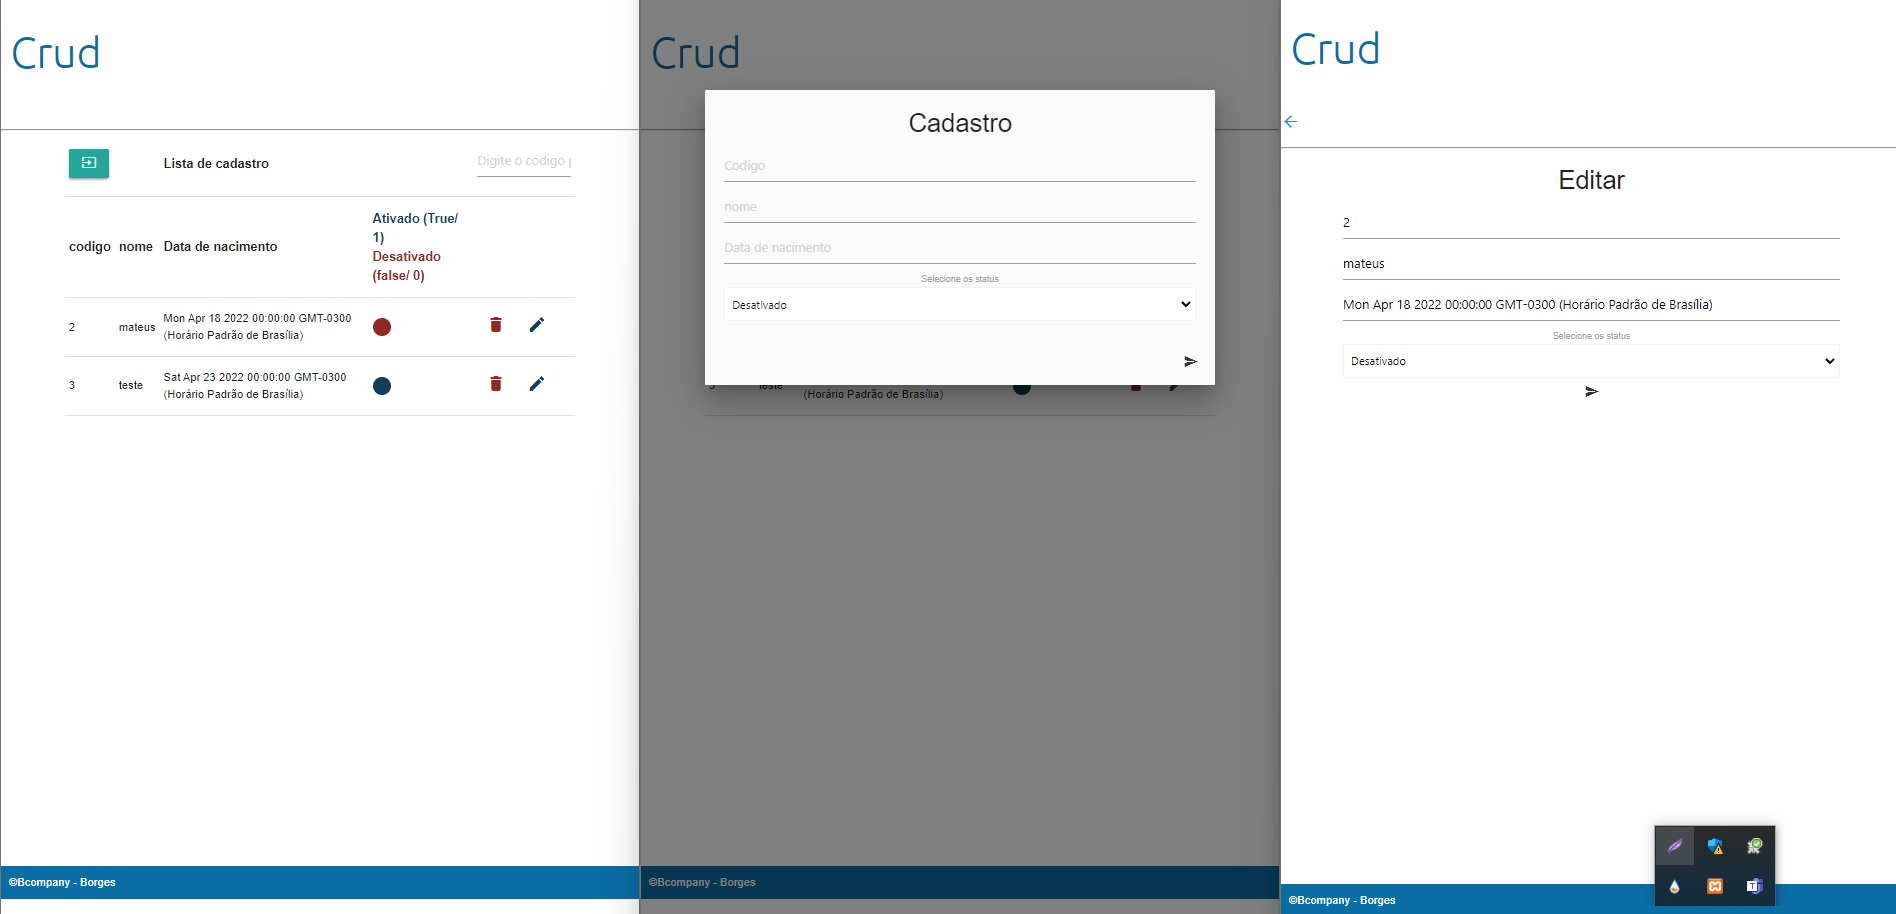 Crud
Lista de cadastro
Digite o codigo p
codigo nome Data de nacimento
Ativado (True/
1)
Desativado
(false/ 0)
2 mateus
Mon Apr 18 2022 00:00:00 GMT-0300
(Horário Padrão de Brasília)
3 teste
Sat Apr 23 2022 00:00:00 GMT-0300
(Horário Padrão de Brasília)
©Bcompany - Borges
Crud
Cadastro
Codigo
nome
Data de nacimento
Selecione os status
Desativado
3 teste
(Horário Padrão de Brasília)
©Bcompany - Borges
Crud
Editar
2
mateus
Mon Apr 18 2022 00:00:00 GMT-0300 (Horário Padrão de Brasília)
Selecione os status
Desativado
©Bcompany - Borges